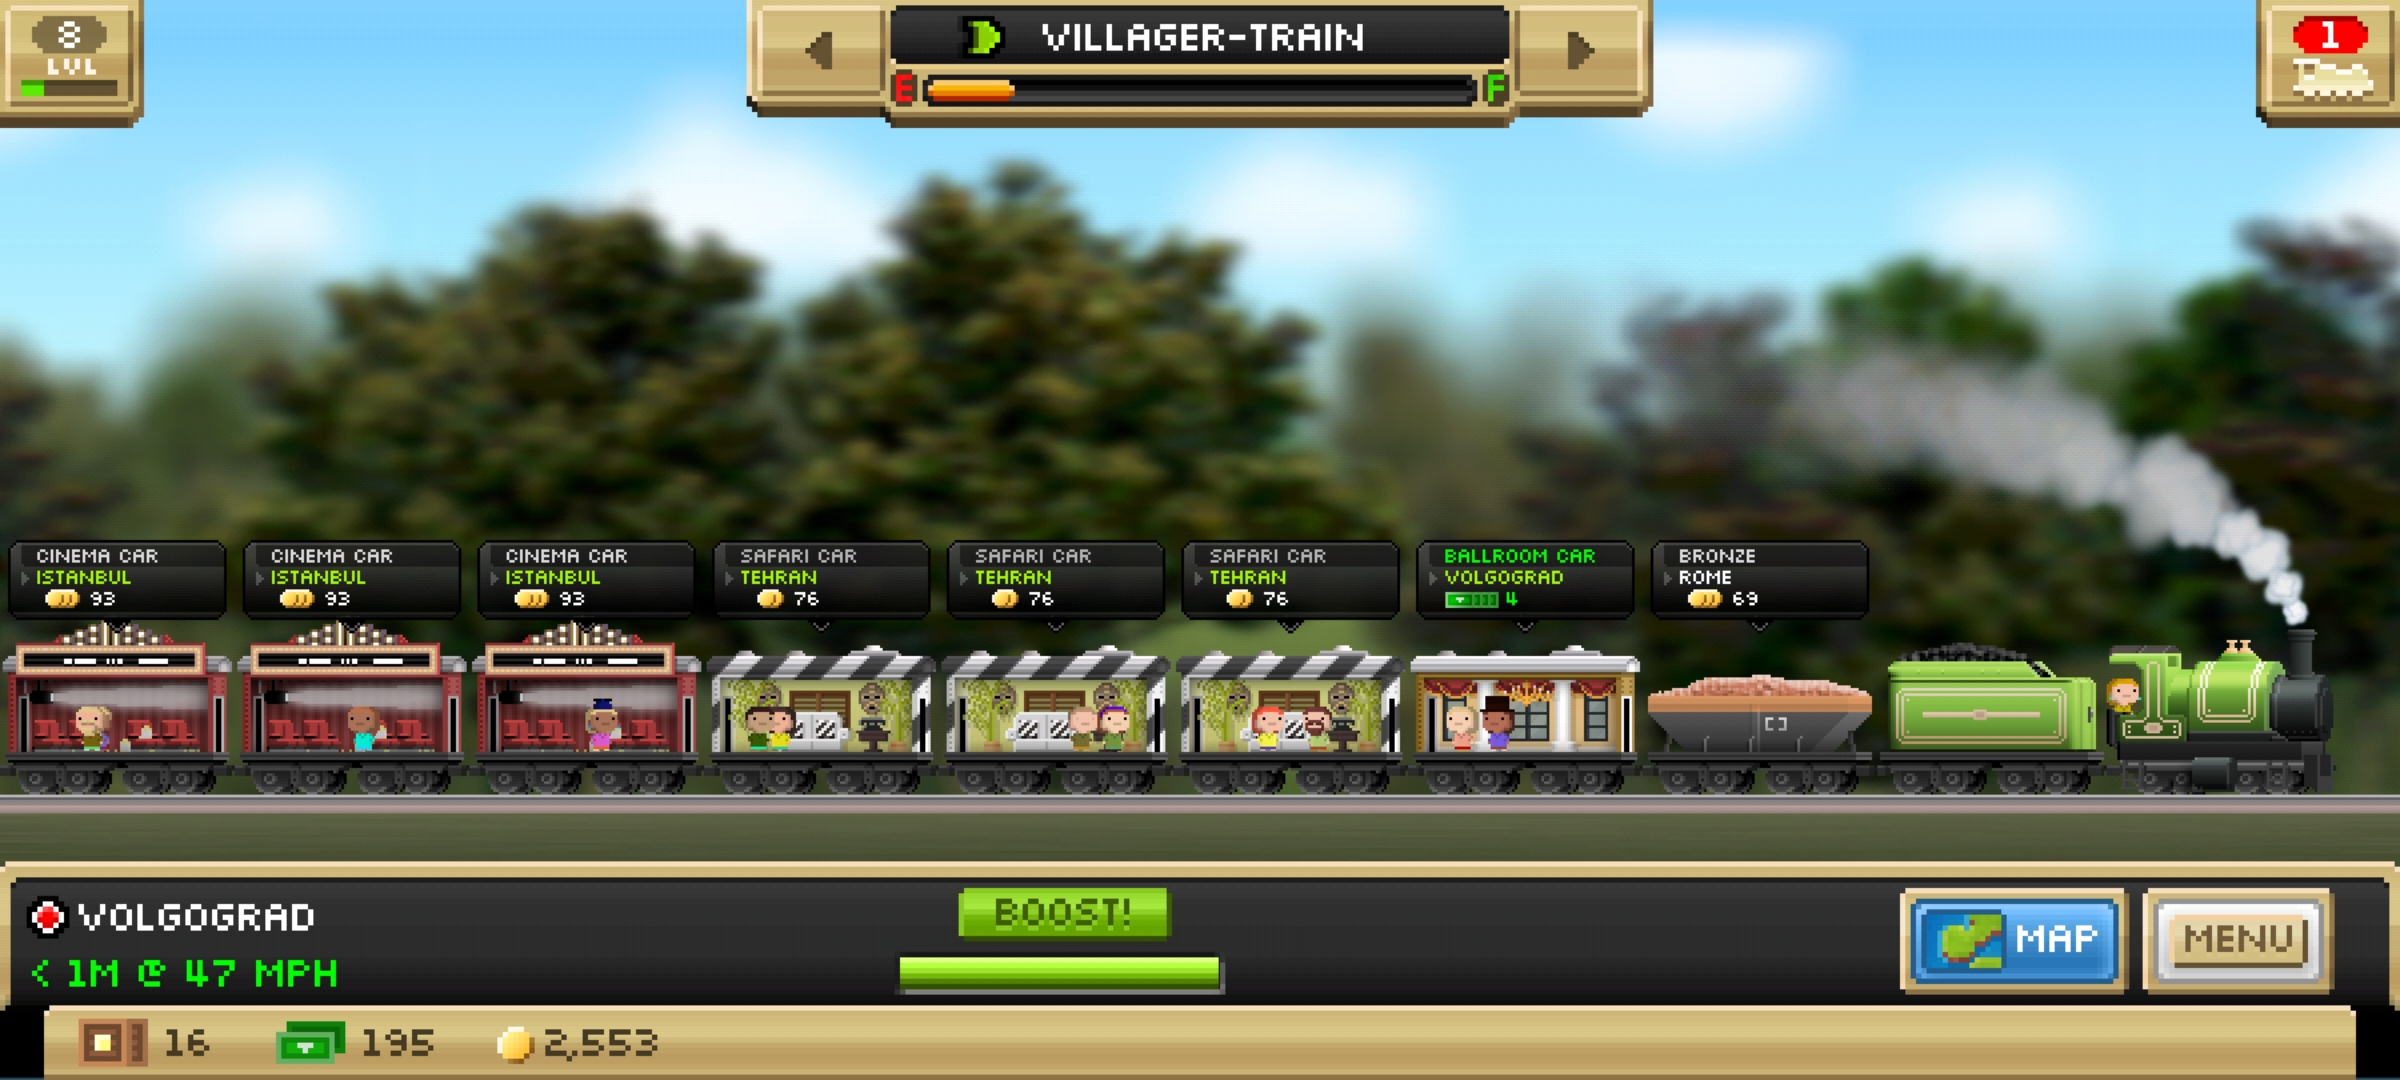 8
LVL
VILLAGER-TRAIN
E F
1
CINEMA CAR
ISTANBUL
93
CINEMA CAR
ISTANBUL
93
CINEMA CAR
ISTANBUL
93
SAFARI CAR
TEHRAN
76
SAFARI CAR
TEHRAN
76
SAFARI CAR
TEHRAN
76
BALLROOM CAR
VOLGOGRAD
4
BRONZE
ROME
69
VOLGOGRAD
< 1M @ 47 MPH
BOOST!
MAP
MENU
16
195
2,553